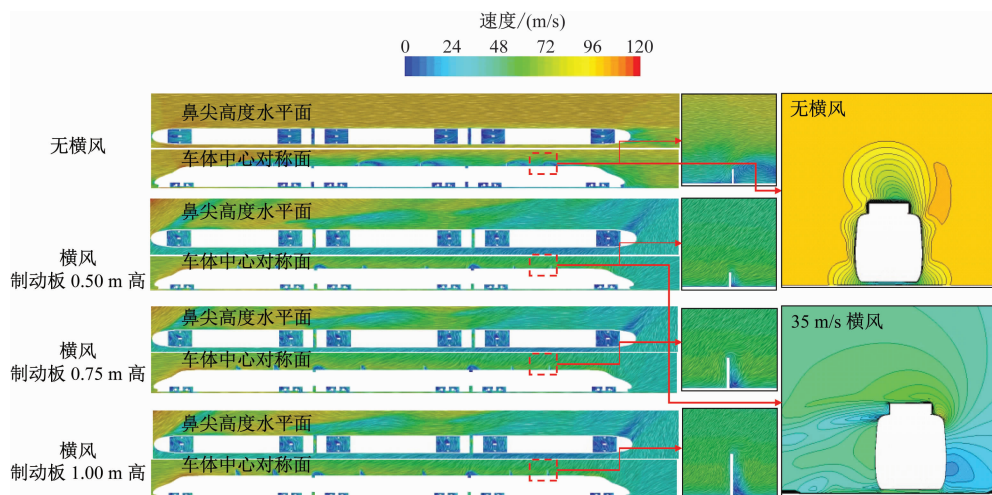 速度/(m/s)
0 24 48 72 96 120
无横风
鼻尖高度水平面
车体中心对称面
无横风
横风
制动板 0.50 m 高
鼻尖高度水平面
车体中心对称面
横风
制动板 0.75 m 高
鼻尖高度水平面
车体中心对称面
35 m/s 横风
横风
制动板 1.00 m 高
鼻尖高度水平面
车体中心对称面